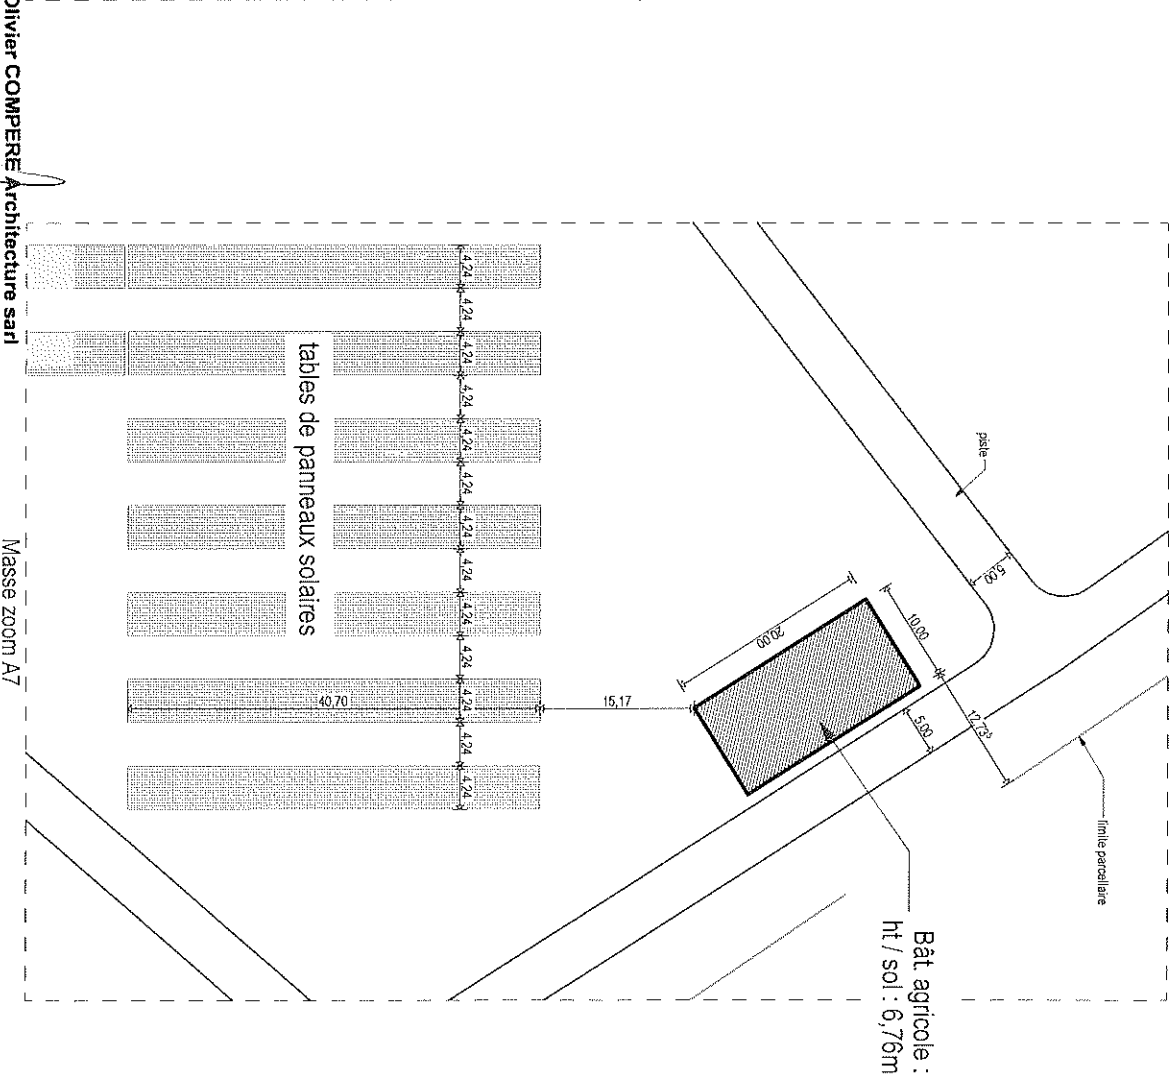 Bât. agricole :
ht / sol : 6,76m
limite parcellaire
piste
5,00
12,73⁵
10,00
5,00
20,00
15,17
4,24
4,24
4,24
4,24
4,24
4,24
4,24
4,24
4,24
4,24
4,24
4,24
4,24
40,70
tables de panneaux solaires
Masse zoom A7
Olivier COMPERE Architecture sarl